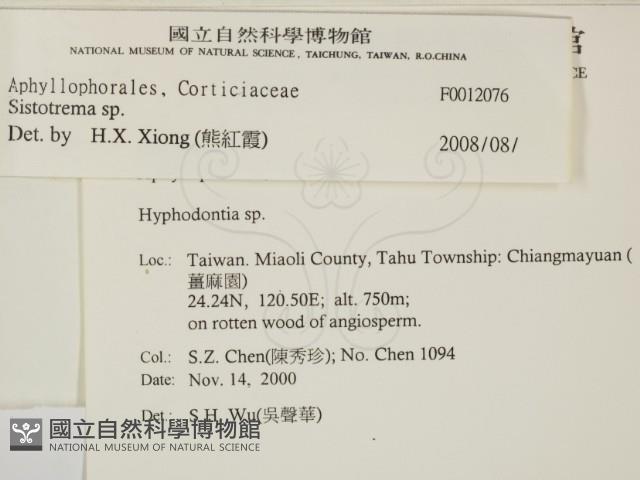 國立自然科學博物館
NATIONAL MUSEUM OF NATURAL SCIENCE, TAICHUNG, TAIWAN, R.O.CHINA
CE
Aphyllophorales, Corticiaceae F0012076
Sistotrema sp.
Det. by H.X. Xiong (熊紅霞) 2008/08/
Hyphodontia sp.
Loc.: Taiwan. Miaoli County, Tahu Township: Chiangmayuan (
薑麻園)
24.24N, 120.50E; alt. 750m;
on rotten wood of angiosperm.
Col.: S.Z. Chen(陳秀珍); No. Chen 1094
Date: Nov. 14, 2000
Det.: S.H. Wu(吳聲華)
國立自然科學博物館
NATIONAL MUSEUM OF NATURAL SCIENCE